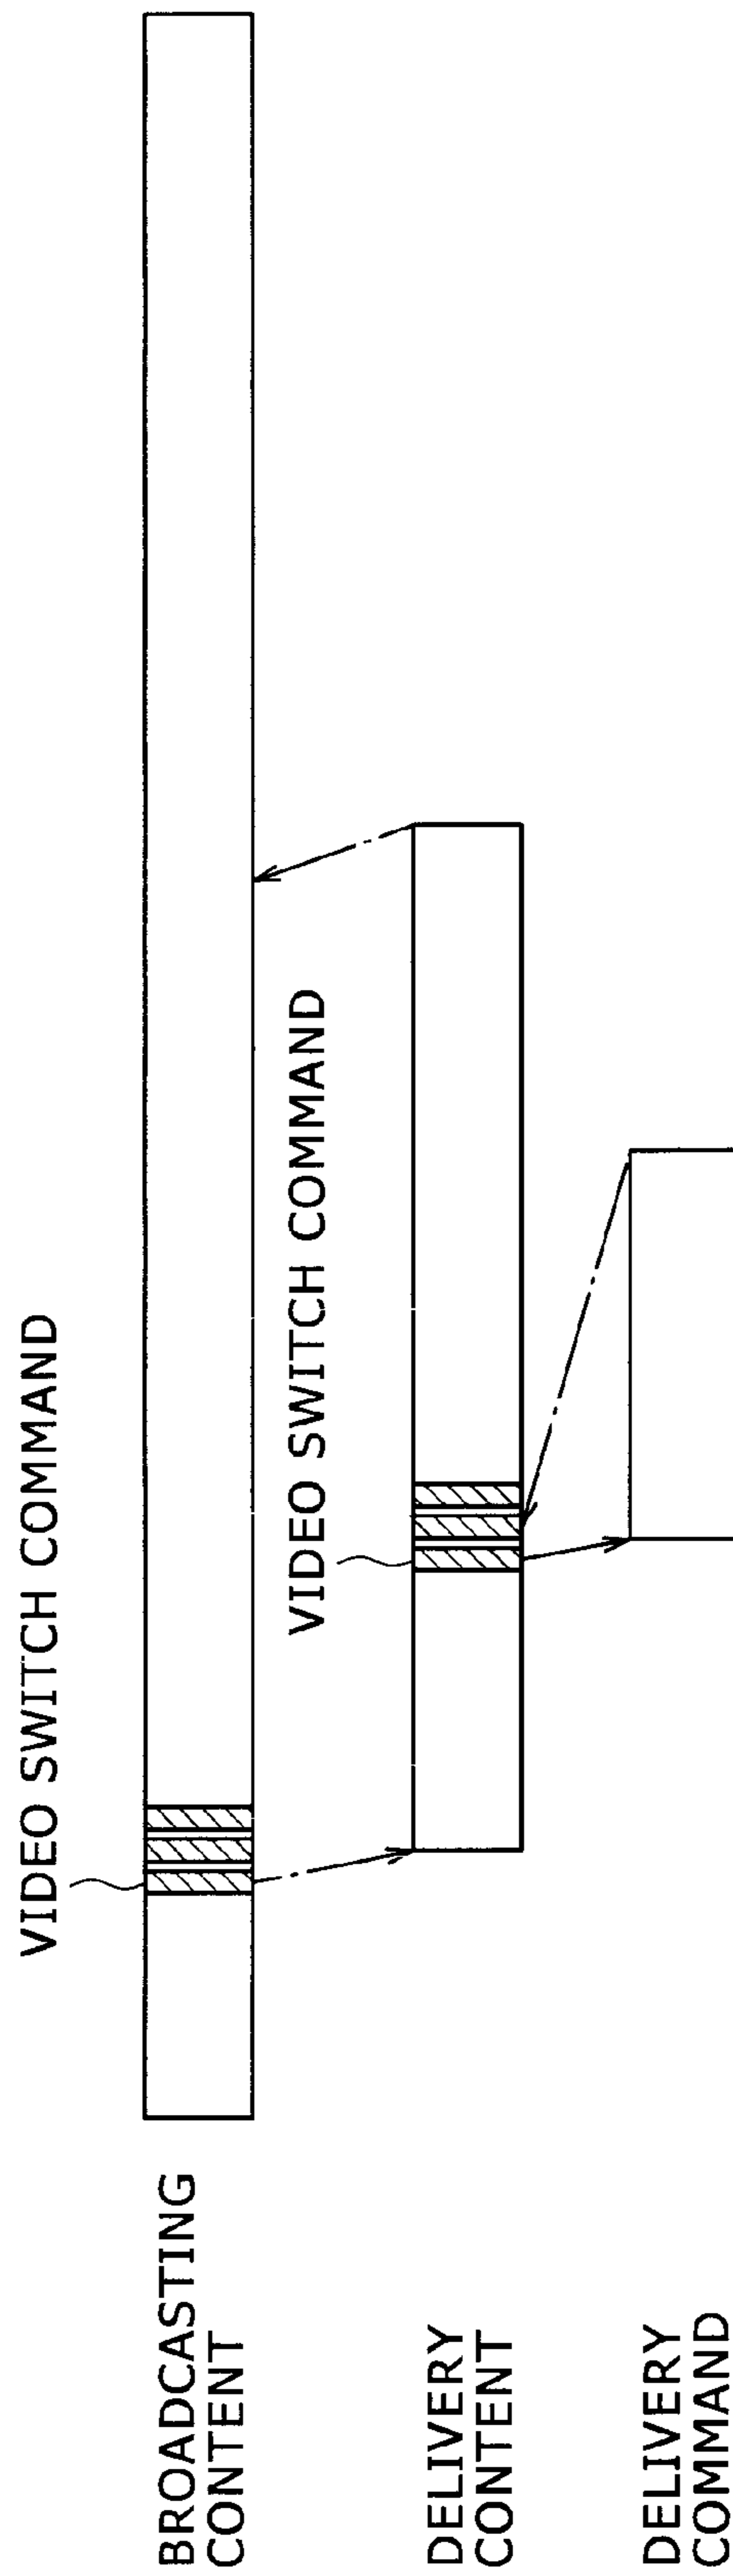 VIDEO SWITCH COMMAND
BROADCASTING
CONTENT
VIDEO SWITCH COMMAND
DELIVERY
CONTENT
DELIVERY
COMMAND